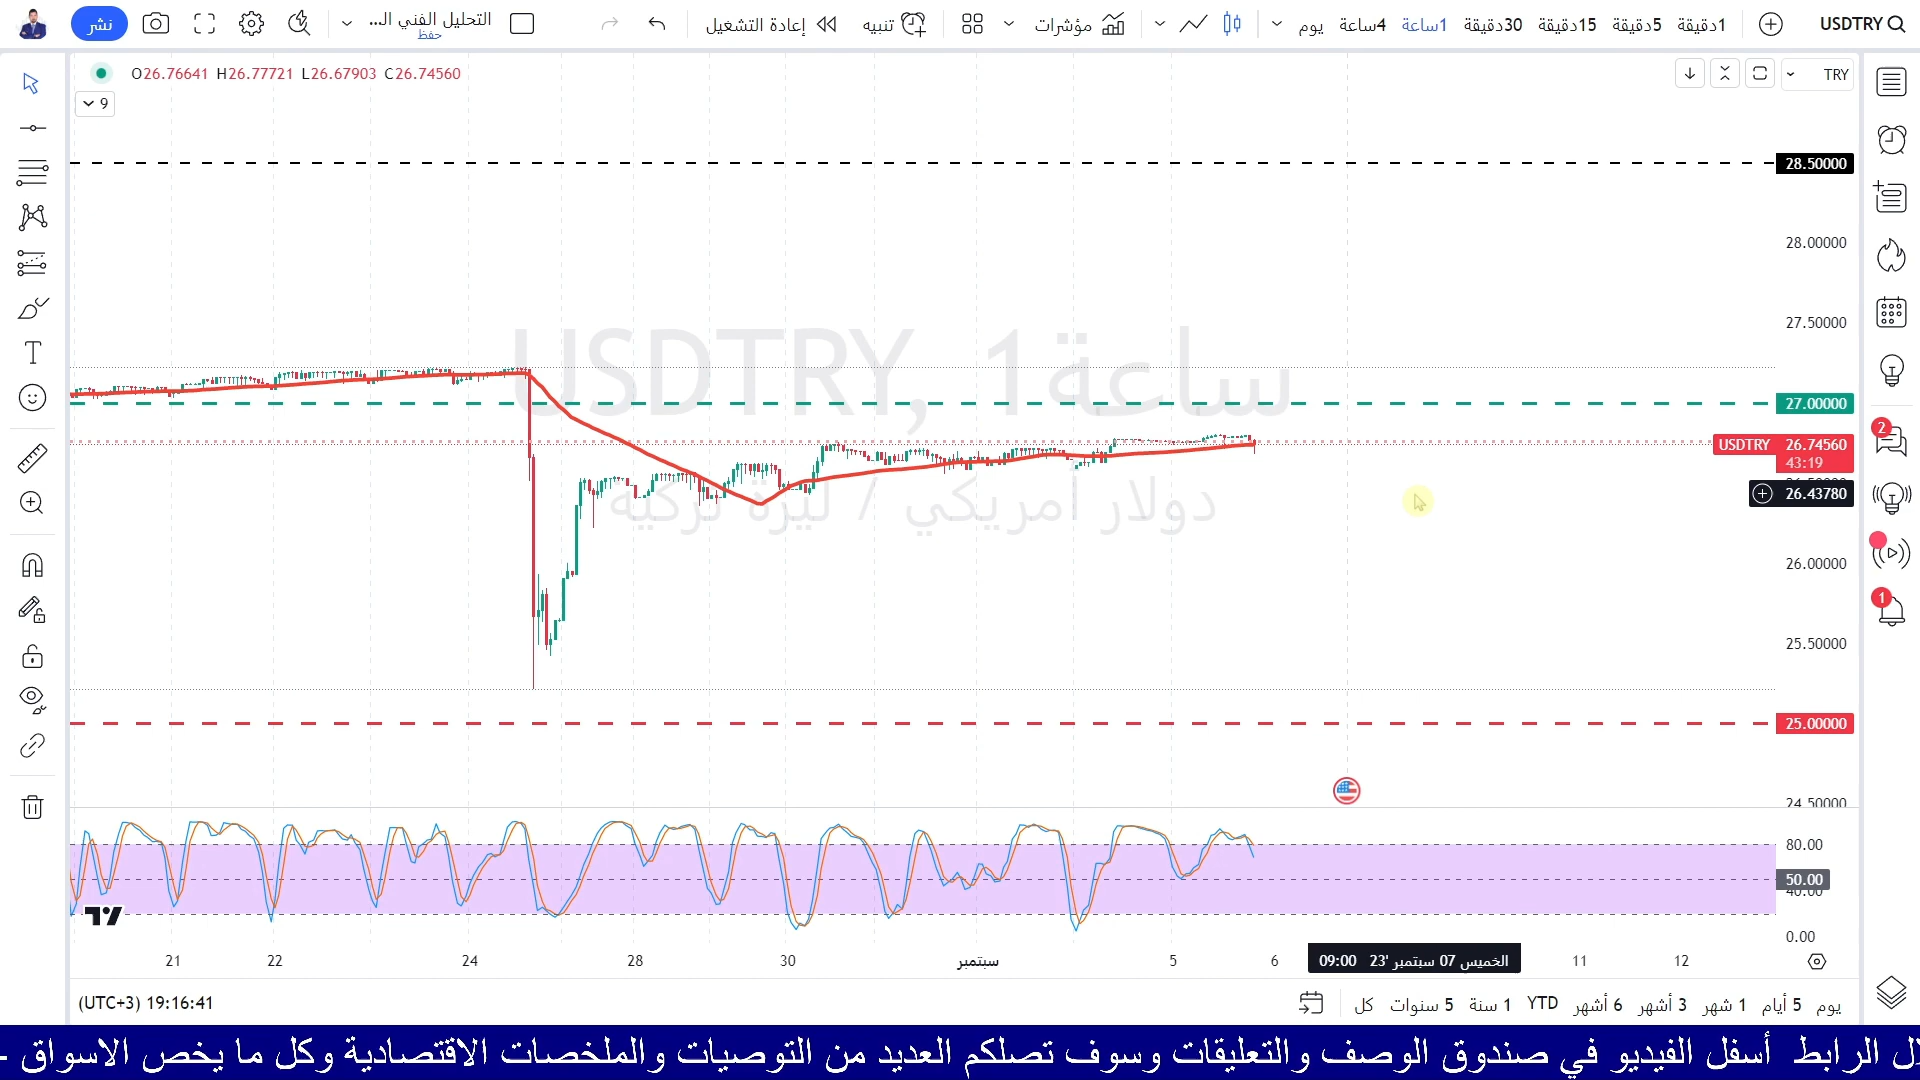 نشر
التحليل الفني الـ...
حفظ
إعادة التشغيل
تنبيه
مؤشرات
يوم
4ساعة
1ساعة
30دقيقة
15دقيقة
5دقيقة
1دقيقة
USDTRY
O26.76641 H26.77721 L26.67903 C26.74560
9
TRY
28.50000
28.00000
27.50000
27.00000
USDTRY 26.74560
43:19
26.43780
26.00000
25.50000
25.00000
24.50000
USDTRY, 1ساعة
دولار أمريكي / ليرة تركية
2
1
80.00
50.00
40.00
0.00
21 22 24 28 30 سبتمبر 5 6 الخميس 07 سبتمبر '23 09:00 11 12
19:16:41 (UTC+3)
كل
5 سنوات
1 سنة
YTD
6 أشهر
3 أشهر
1 شهر
5 أيام
يوم
الرابط أسفل الفيديو في صندوق الوصف والتعليقات وسوف تصلكم العديد من التوصيات والملخصات الاقتصادية وكل ما يخص الاسواق -